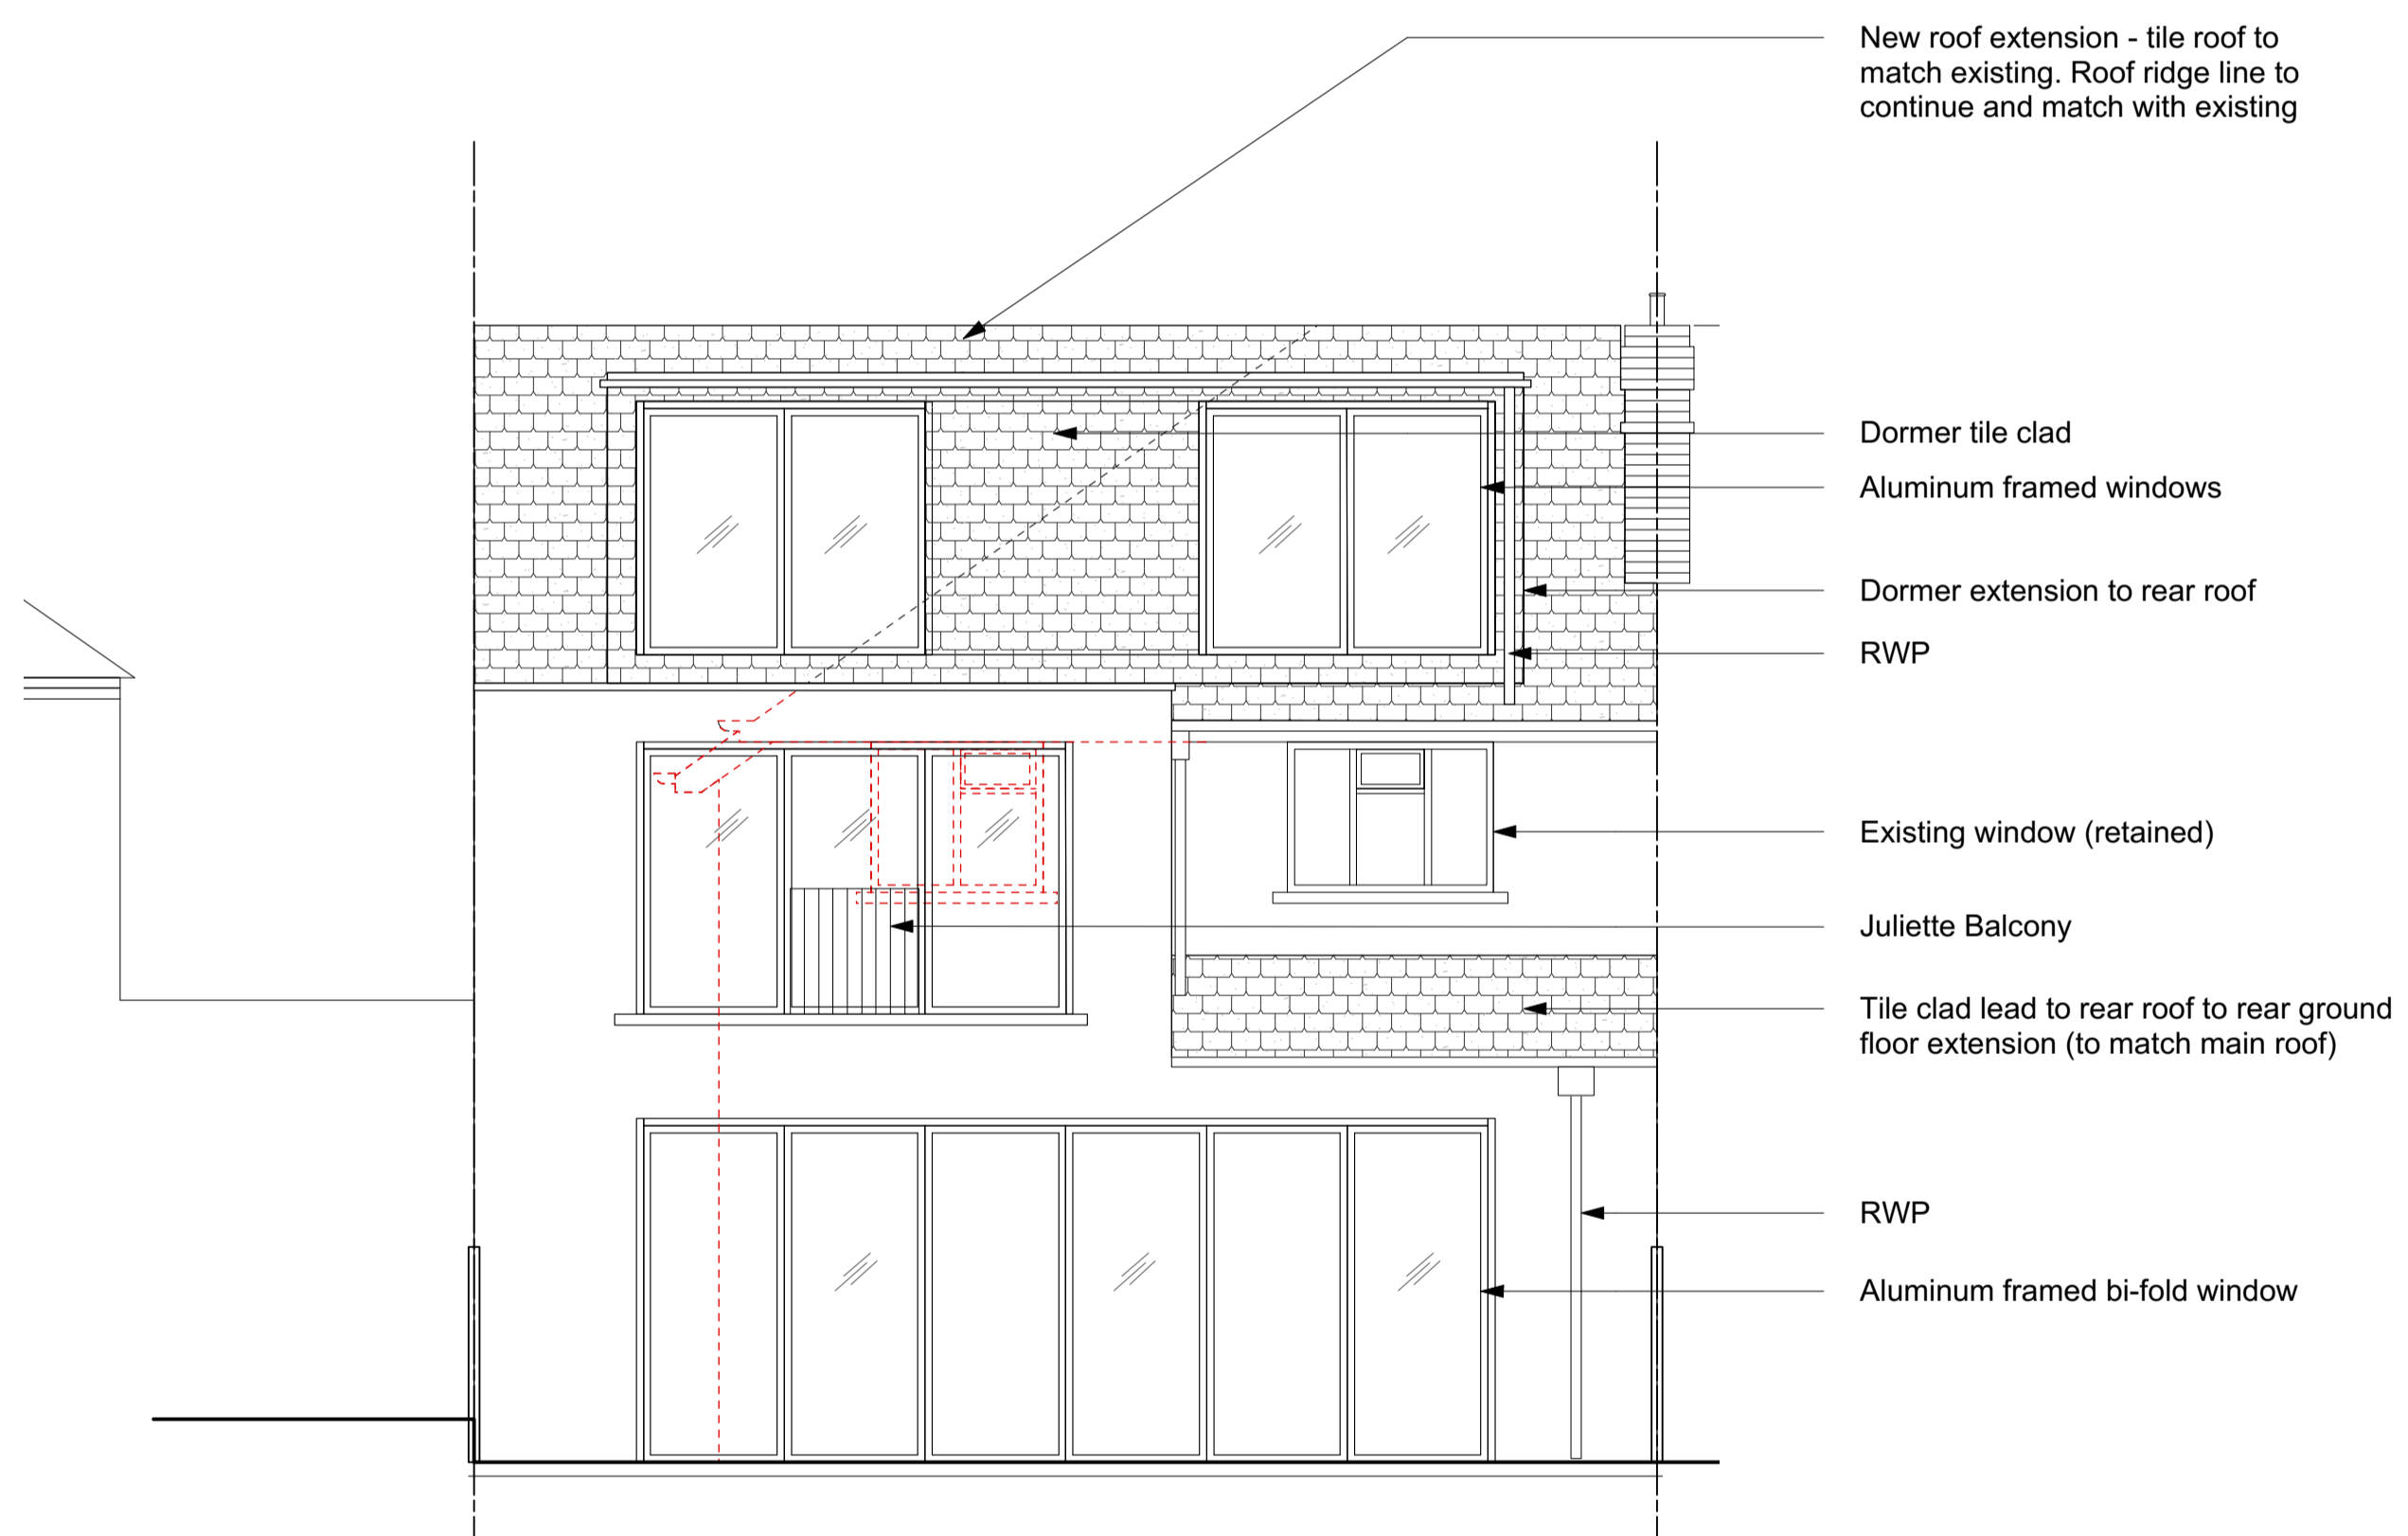 New roof extension - tile roof to
match existing. Roof ridge line to
continue and match with existing
Dormer tile clad
Aluminum framed windows
Dormer extension to rear roof
RWP
Existing window (retained)
Juliette Balcony
Tile clad lead to rear roof to rear ground
floor extension (to match main roof)
RWP
Aluminum framed bi-fold window